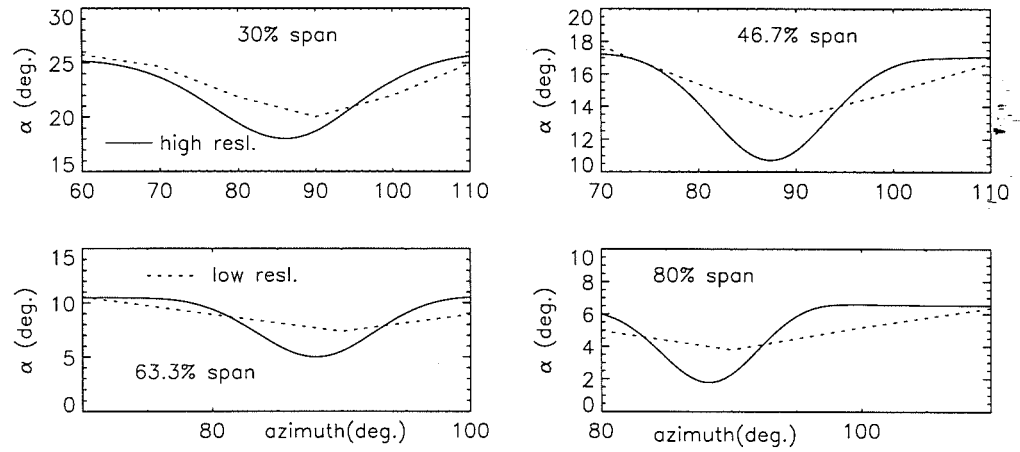 30% span
α (deg.)
30
25
20
15
high resl.
60 70 80 90 100 110
46.7% span
α (deg.)
20
18
16
14
12
10
70 80 90 100 110
low resl.
α (deg.)
15
10
5
0
63.3% span
80 azimuth(deg.) 100
80% span
α (deg.)
10
8
6
4
2
0
80 azimuth(deg.) 100